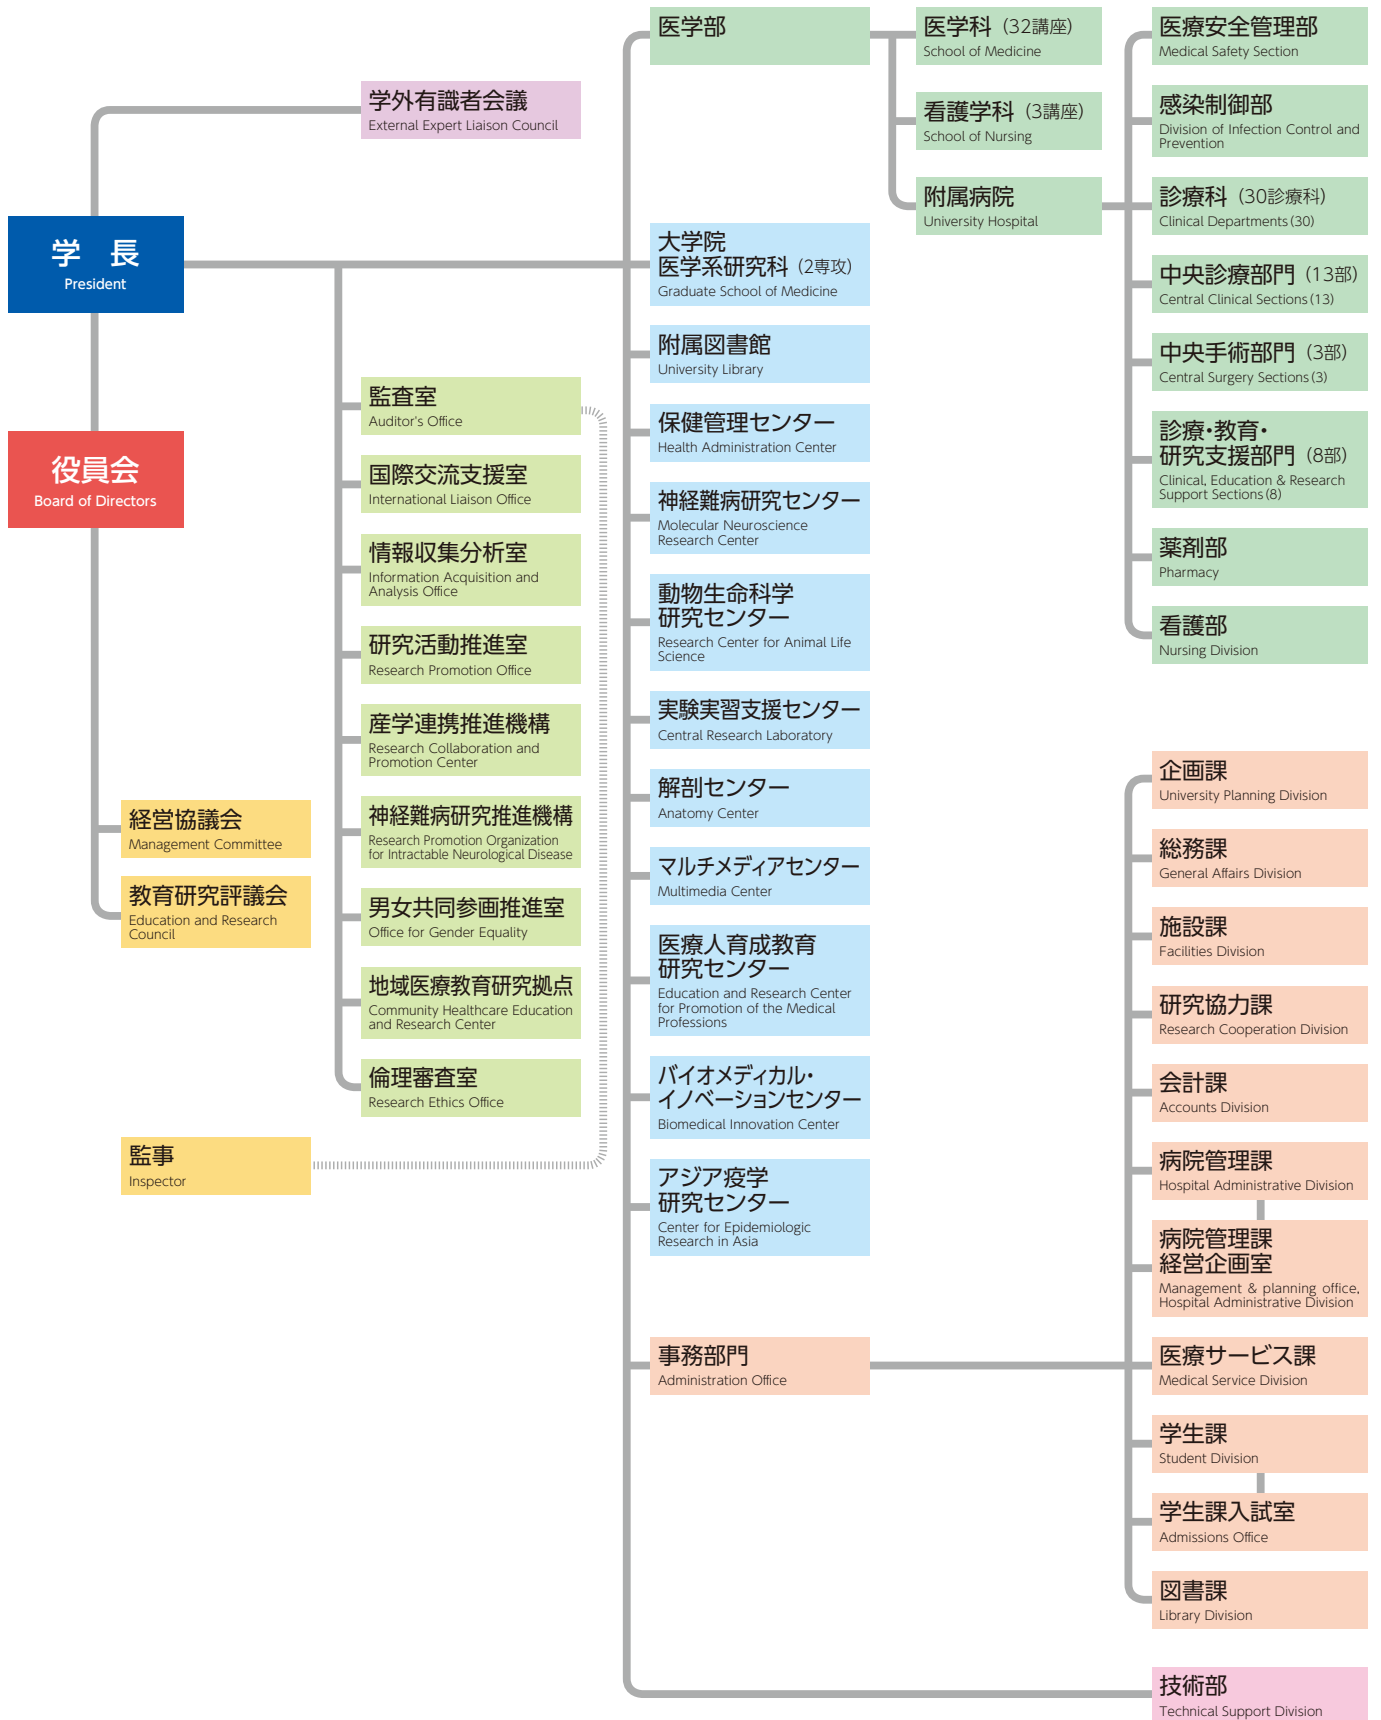 学外有識者会議
External Expert Liaison Council
学　長
President
役員会
Board of Directors
経営協議会
Management Committee
教育研究評議会
Education and Research
Council
監事
Inspector
監査室
Auditor's Office
国際交流支援室
International Liaison Office
情報収集分析室
Information Acquisition and
Analysis Office
研究活動推進室
Research Promotion Office
産学連携推進機構
Research Collaboration and
Promotion Center
神経難病研究推進機構
Research Promotion Organization
for Intractable Neurological Disease
男女共同参画推進室
Office for Gender Equality
地域医療教育研究拠点
Community Healthcare Education
and Research Center
倫理審査室
Research Ethics Office
医学部
大学院
医学系研究科（2専攻）
Graduate School of Medicine
附属図書館
University Library
保健管理センター
Health Administration Center
神経難病研究センター
Molecular Neuroscience
Research Center
動物生命科学
研究センター
Research Center for Animal Life
Science
実験実習支援センター
Central Research Laboratory
解剖センター
Anatomy Center
マルチメディアセンター
Multimedia Center
医療人育成教育
研究センター
Education and Research Center
for Promotion of the Medical
Professions
バイオメディカル・
イノベーションセンター
Biomedical Innovation Center
アジア疫学
研究センター
Center for Epidemiologic
Research in Asia
事務部門
Administration Office
医学科（32講座）
School of Medicine
看護学科（3講座）
School of Nursing
附属病院
University Hospital
医療安全管理部
Medical Safety Section
感染制御部
Division of Infection Control and
Prevention
診療科（30診療科）
Clinical Departments (30)
中央診療部門（13部）
Central Clinical Sections (13)
中央手術部門（3部）
Central Surgery Sections (3)
診療・教育・
研究支援部門（8部）
Clinical, Education & Research
Support Sections (8)
薬剤部
Pharmacy
看護部
Nursing Division
企画課
University Planning Division
総務課
General Affairs Division
施設課
Facilities Division
研究協力課
Research Cooperation Division
会計課
Accounts Division
病院管理課
Hospital Administrative Division
病院管理課
経営企画室
Management & planning office,
Hospital Administrative Division
医療サービス課
Medical Service Division
学生課
Student Division
学生課入試室
Admissions Office
図書課
Library Division
技術部
Technical Support Division